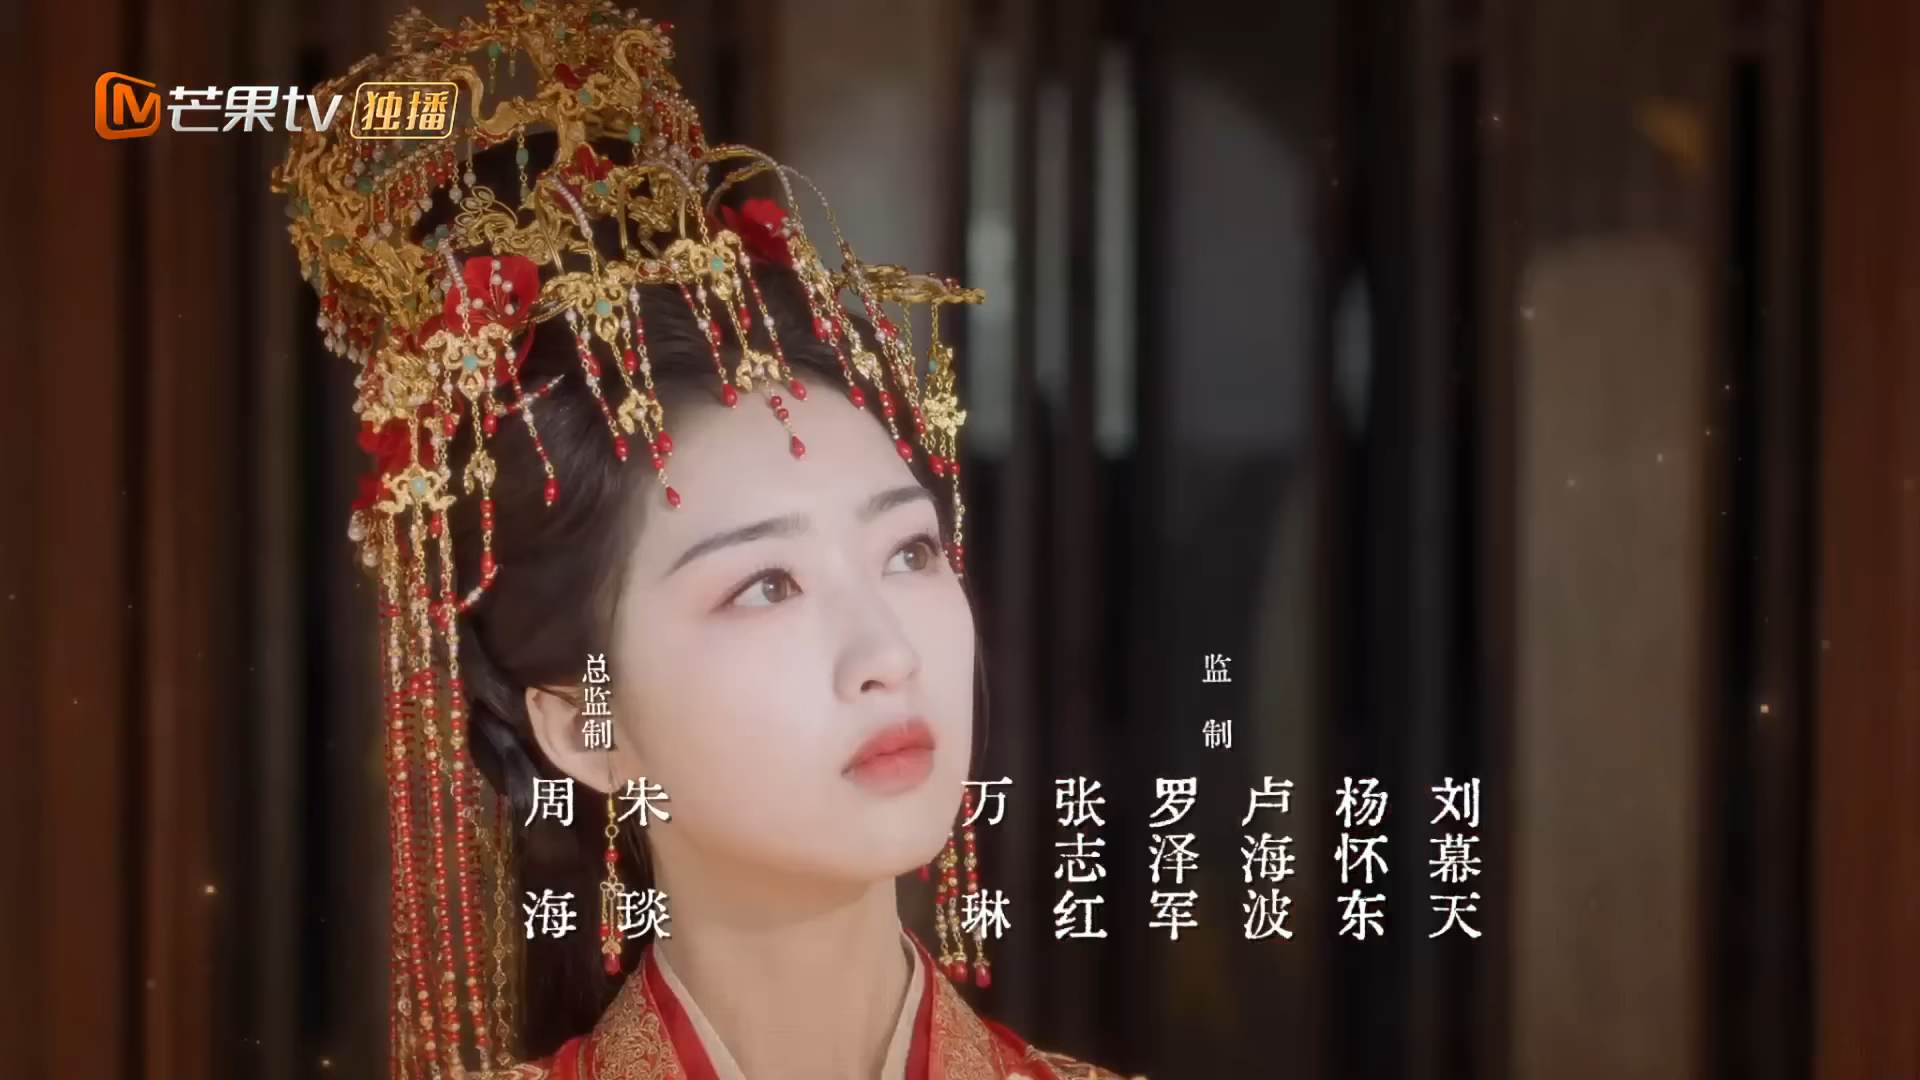 芒果tv 独播
总监制
周海
朱琰
监制
万琳
张志红
罗泽军
卢海波
杨怀东
刘幕天